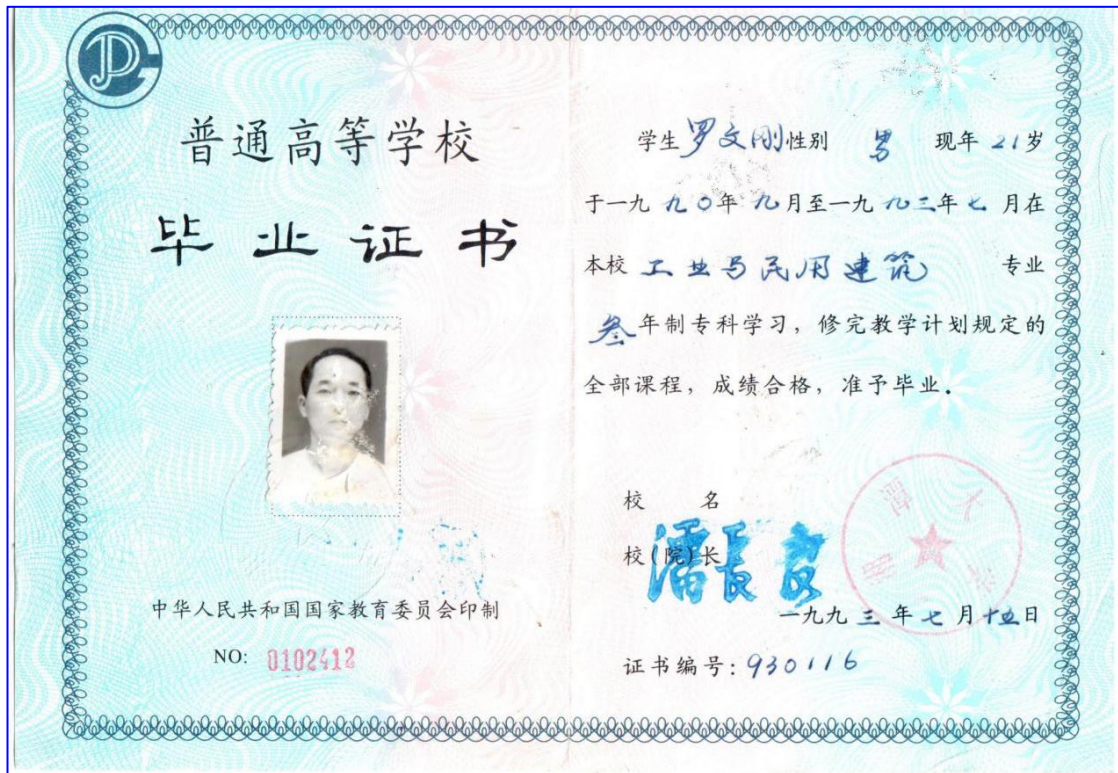 普通高等学校
毕业证书
中华人民共和国国家教育委员会印制
NO: 0102412
学生罗文刚性别 男 现年 21岁
于一九九〇年九月至一九九三年七月在
本校 工业与民用建筑 专业
叁年制专科学习，修完教学计划规定的
全部课程，成绩合格，准予毕业．
校 名
校(院)长
一九九三年七月十五日
证书编号：930116